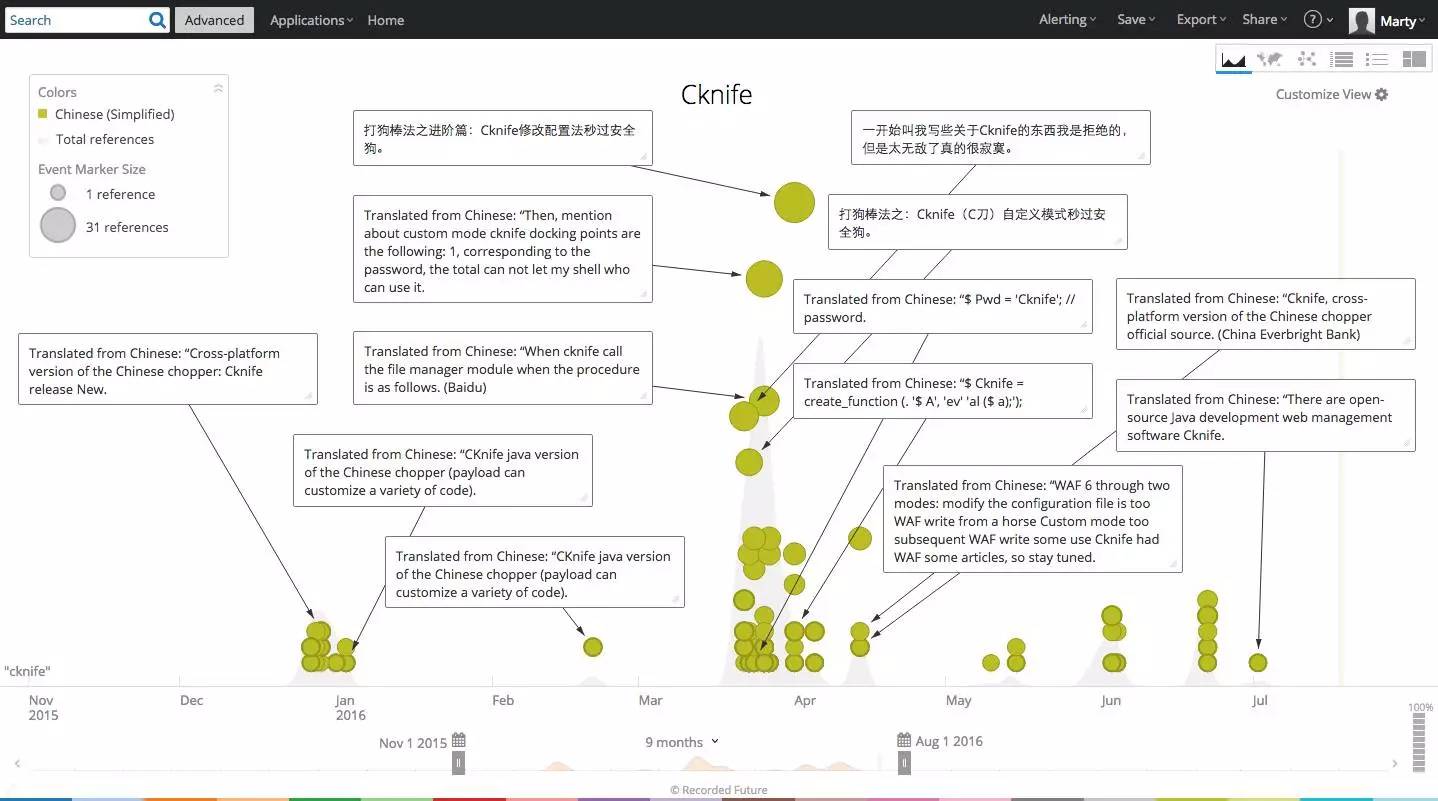 Search
Advanced
Applications
Home
Alerting
Save
Export
Share
?
Marty
Colors
Chinese (Simplified)
Total references
Event Marker Size
1 reference
31 references
Cknife
Customize View
打狗棒法之进阶篇：Cknife修改配置法秒过安全
狗。
一开始叫我写些关于Cknife的东西我是拒绝的，
但是太无敌了真的很寂寞。
Translated from Chinese: “Then, mention
about custom mode cknife docking points are
the following: 1, corresponding to the
password, the total can not let my shell who
can use it.
打狗棒法之：Cknife（C刀）自定义模式秒过安
全狗。
Translated from Chinese: “$ Pwd = 'Cknife'; //
password.
Translated from Chinese: “Cknife, cross-
platform version of the Chinese chopper
official source. (China Everbright Bank)
Translated from Chinese: “Cross-platform
version of the Chinese chopper: Cknife
release New.
Translated from Chinese: “When cknife call
the file manager module when the procedure
is as follows. (Baidu)
Translated from Chinese: “$ Cknife =
create_function (. '$ A', 'ev' 'al ($ a);');
Translated from Chinese: “There are open-
source Java development web management
software Cknife.
Translated from Chinese: “CKnife java version
of the Chinese chopper (payload can
customize a variety of code).
Translated from Chinese: “WAF 6 through two
modes: modify the configuration file is too
WAF write from a horse Custom mode too
subsequent WAF write some use Cknife had
WAF some articles, so stay tuned.
Translated from Chinese: “CKnife java version
of the Chinese chopper (payload can
customize a variety of code).
"cknife"
Nov
2015
Dec
Jan
2016
Feb
Mar
Apr
May
Jun
Jul
100%
Nov 1 2015
9 months
Aug 1 2016
© Recorded Future